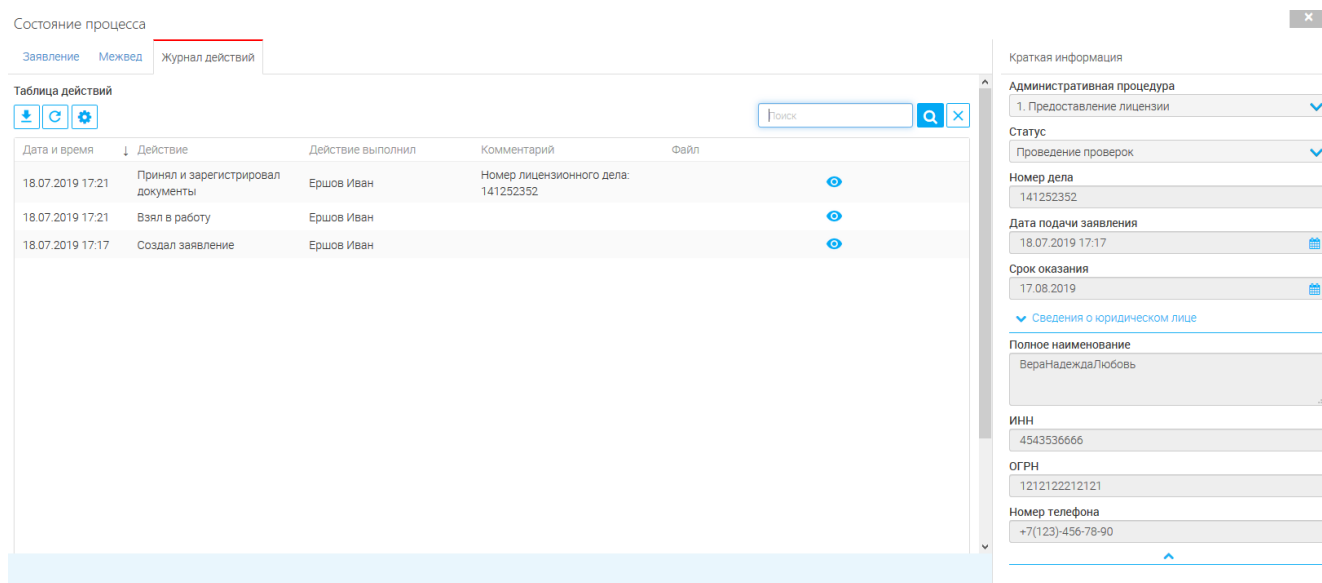 Состояние процесса
Заявление Межвед Журнал действий
Таблица действий
Поиск
Дата и время ↓ Действие Действие выполнил Комментарий Файл
18.07.2019 17:21 Принял и зарегистрировал документы Ершов Иван Номер лицензионного дела: 141252352
18.07.2019 17:21 Взял в работу Ершов Иван
18.07.2019 17:17 Создал заявление Ершов Иван
Краткая информация
Административная процедура
1. Предоставление лицензии
Статус
Проведение проверок
Номер дела
141252352
Дата подачи заявления
18.07.2019 17:17
Срок оказания
17.08.2019
Сведения о юридическом лице
Полное наименование
ВераНадеждаЛюбовь
ИНН
4543536666
ОГРН
1212122212121
Номер телефона
+7(123)-456-78-90